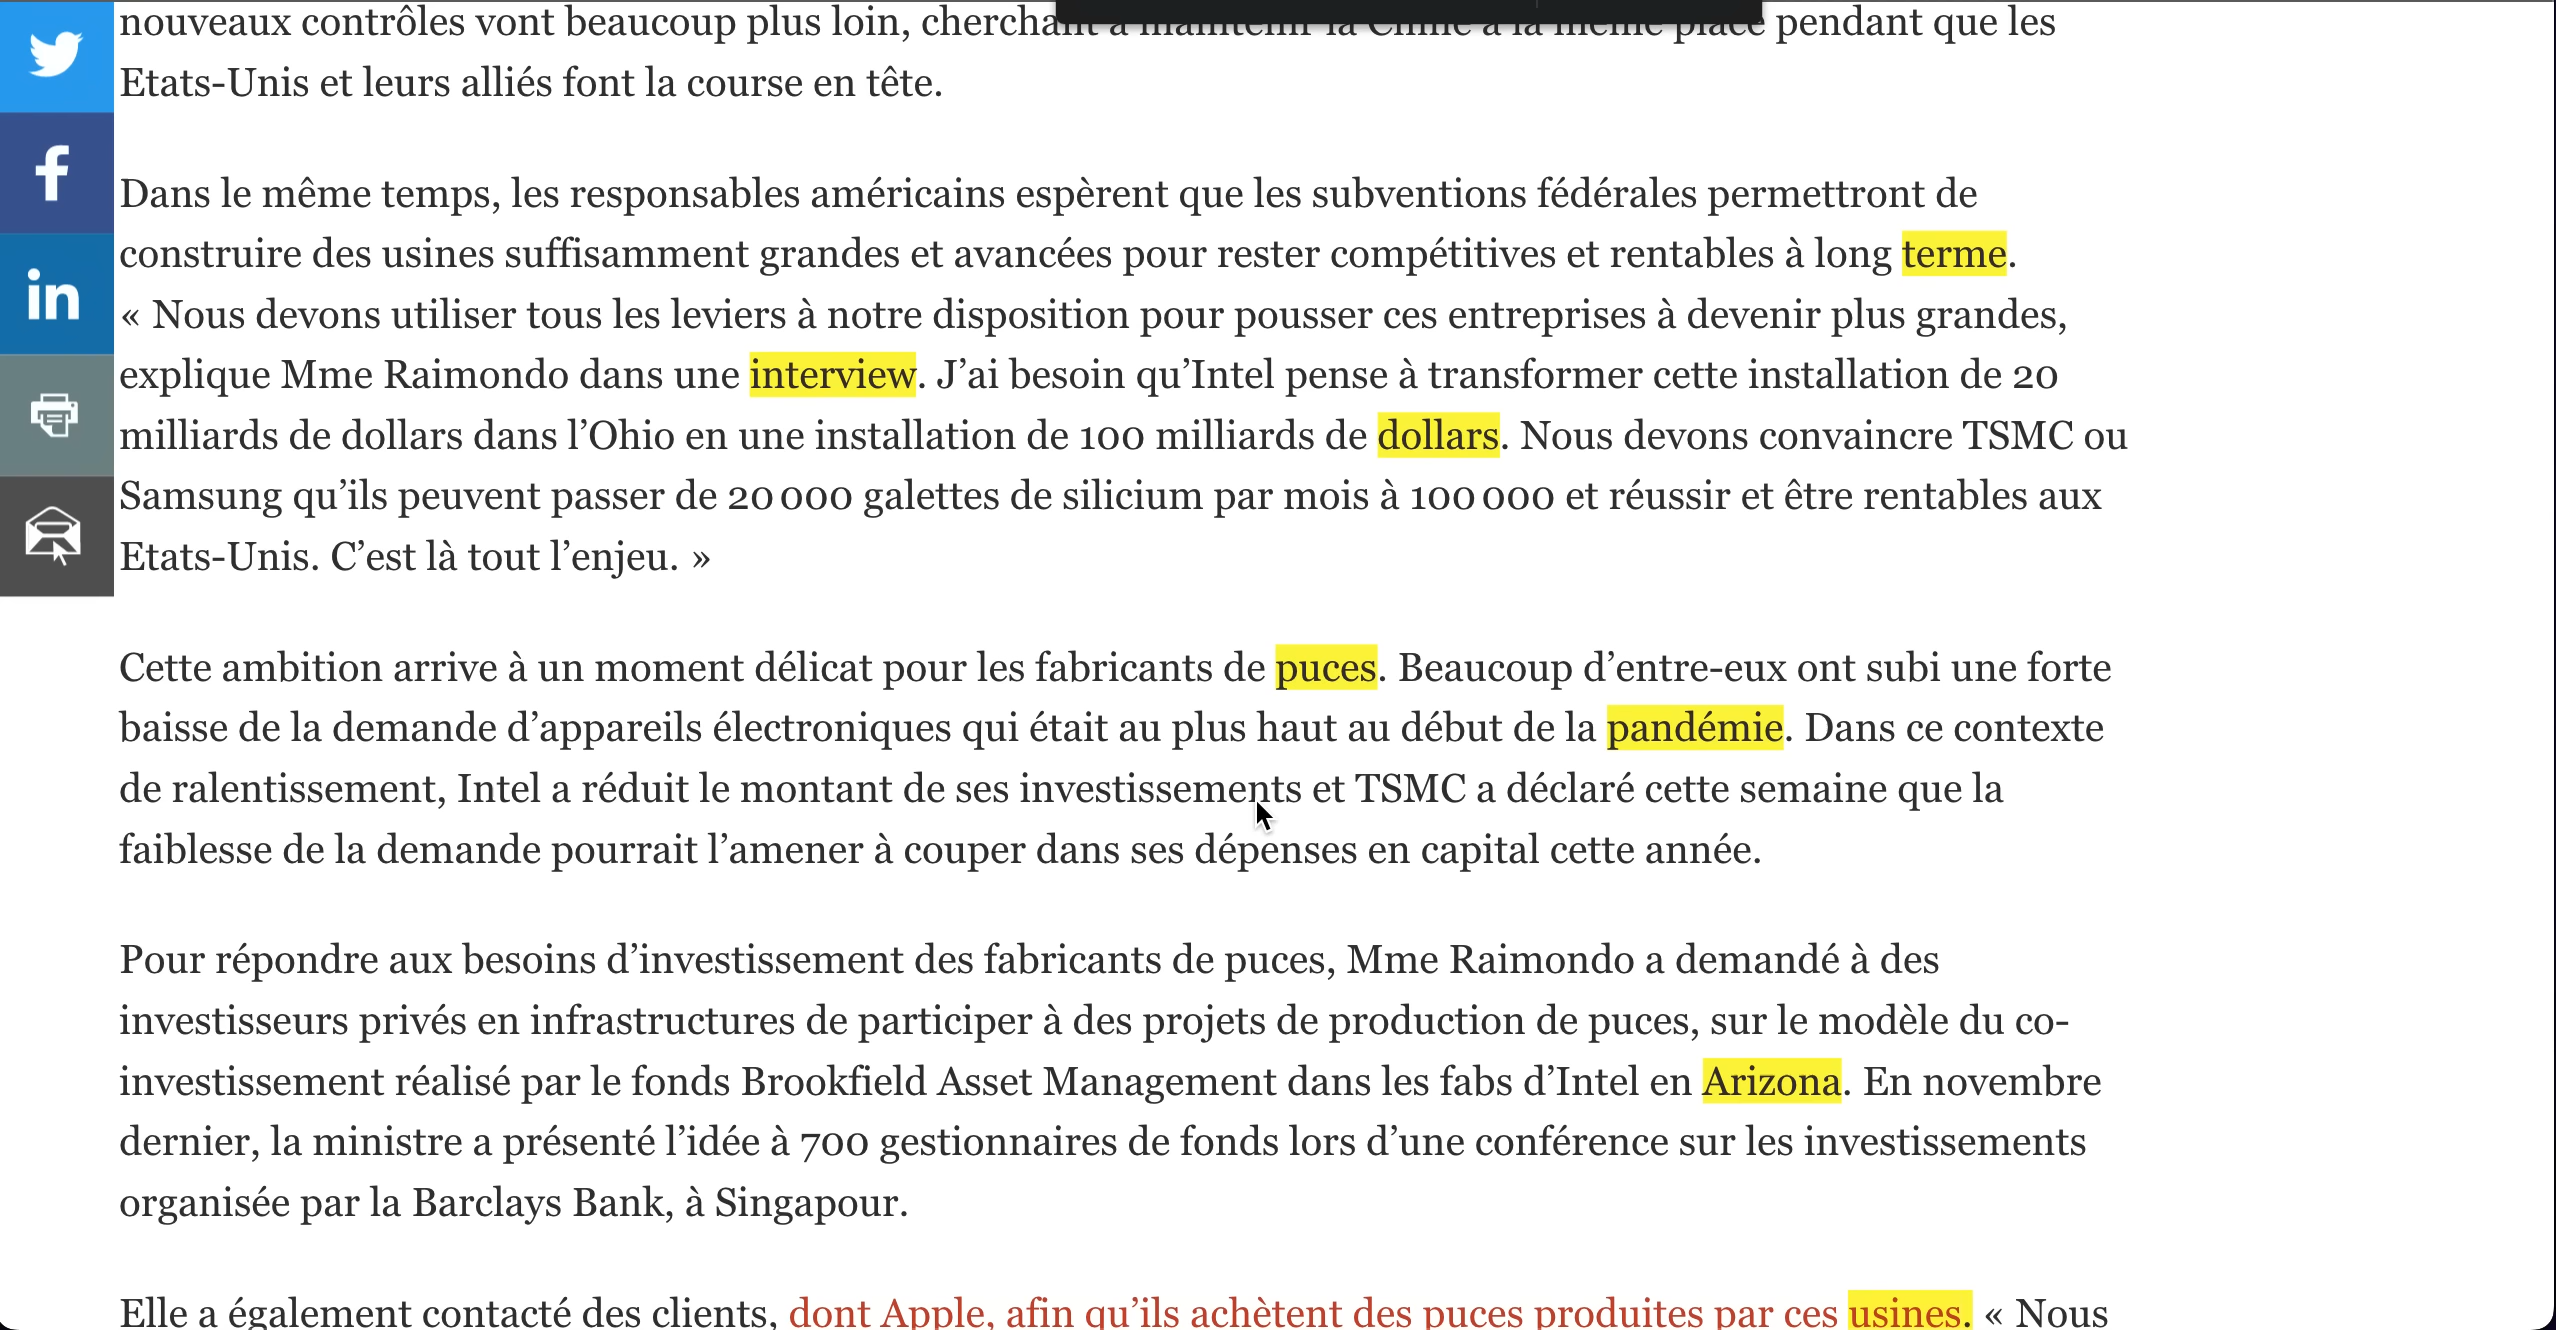 nouveaux contrôles vont beaucoup plus loin, cherchant à maintenir la Chine à la même place pendant que les
Etats-Unis et leurs alliés font la course en tête.
Dans le même temps, les responsables américains espèrent que les subventions fédérales permettront de
construire des usines suffisamment grandes et avancées pour rester compétitives et rentables à long terme.
« Nous devons utiliser tous les leviers à notre disposition pour pousser ces entreprises à devenir plus grandes,
explique Mme Raimondo dans une interview. J’ai besoin qu’Intel pense à transformer cette installation de 20
milliards de dollars dans l’Ohio en une installation de 100 milliards de dollars. Nous devons convaincre TSMC ou
Samsung qu’ils peuvent passer de 20 000 galettes de silicium par mois à 100 000 et réussir et être rentables aux
Etats-Unis. C’est là tout l’enjeu. »
Cette ambition arrive à un moment délicat pour les fabricants de puces. Beaucoup d’entre-eux ont subi une forte
baisse de la demande d’appareils électroniques qui était au plus haut au début de la pandémie. Dans ce contexte
de ralentissement, Intel a réduit le montant de ses investissements et TSMC a déclaré cette semaine que la
faiblesse de la demande pourrait l’amener à couper dans ses dépenses en capital cette année.
Pour répondre aux besoins d’investissement des fabricants de puces, Mme Raimondo a demandé à des
investisseurs privés en infrastructures de participer à des projets de production de puces, sur le modèle du co-
investissement réalisé par le fonds Brookfield Asset Management dans les fabs d’Intel en Arizona. En novembre
dernier, la ministre a présenté l’idée à 700 gestionnaires de fonds lors d’une conférence sur les investissements
organisée par la Barclays Bank, à Singapour.
Elle a également contacté des clients, dont Apple, afin qu’ils achètent des puces produites par ces usines. « Nous